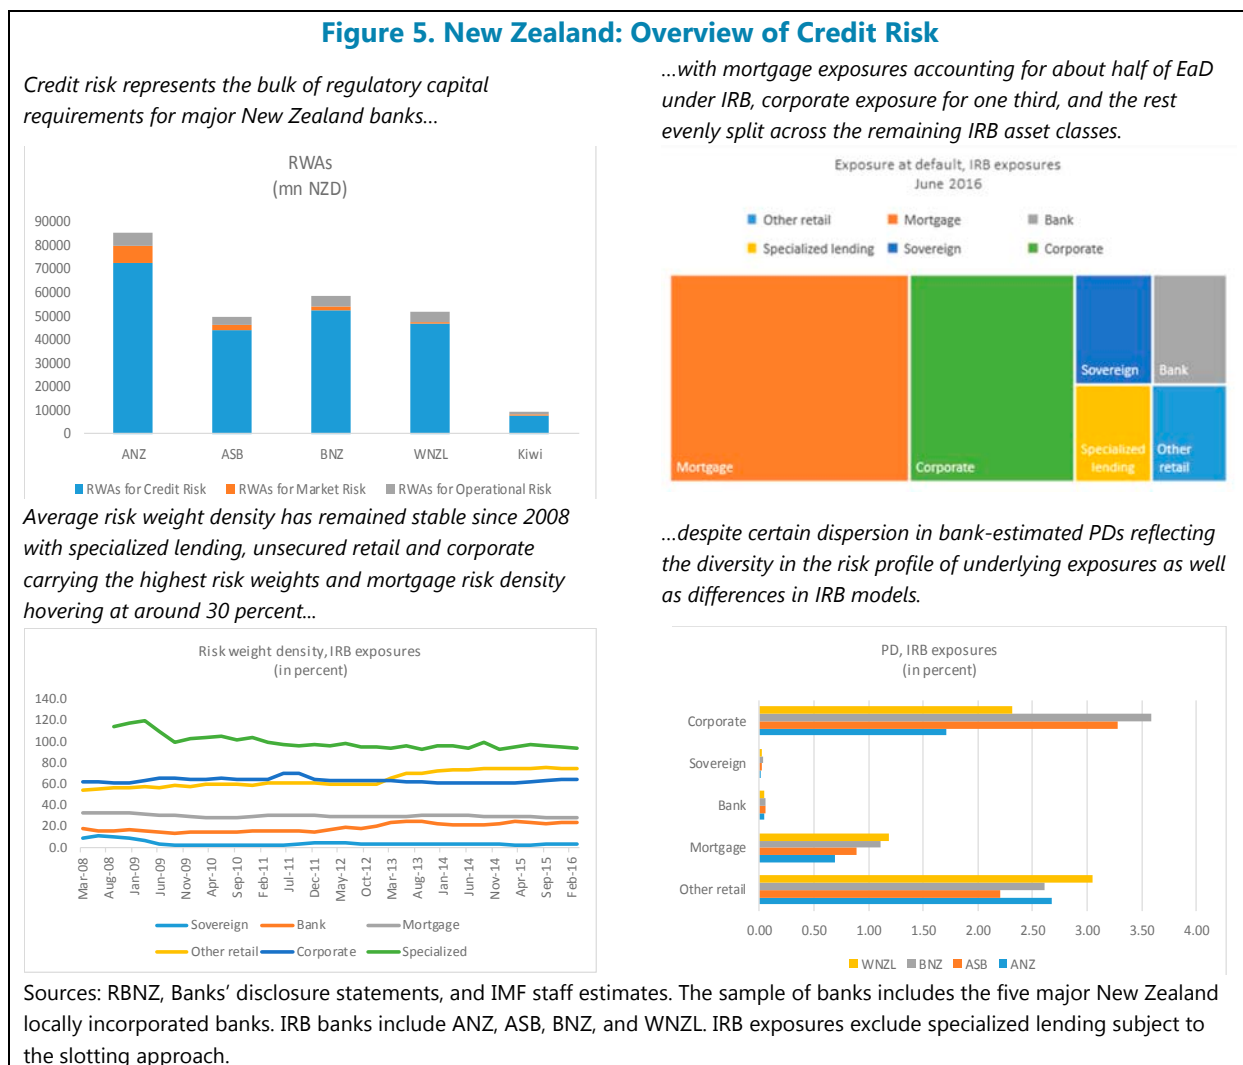 Figure 5. New Zealand: Overview of Credit Risk
Credit risk represents the bulk of regulatory capital
requirements for major New Zealand banks…
RWAs
(mn NZD)
90000
80000
70000
60000
50000
40000
30000
20000
10000
0
ANZ
ASB
BNZ
WNZL
Kiwi
RWAs for Credit Risk
RWAs for Market Risk
RWAs for Operational Risk
…with mortgage exposures accounting for about half of EaD
under IRB, corporate exposure for one third, and the rest
evenly split across the remaining IRB asset classes.
Exposure at default, IRB exposures
June 2016
Other retail
Mortgage
Bank
Specialized lending
Sovereign
Corporate
Mortgage
Corporate
Sovereign
Bank
Specialized
lending
Other
retail
Average risk weight density has remained stable since 2008
with specialized lending, unsecured retail and corporate
carrying the highest risk weights and mortgage risk density
hovering at around 30 percent…
Risk weight density, IRB exposures
(in percent)
140.0
120.0
100.0
80.0
60.0
40.0
20.0
0.0
Mar-08
Aug-08
Jan-09
Jun-09
Nov-09
Apr-10
Sep-10
Feb-11
Jul-11
Dec-11
May-12
Oct-12
Mar-13
Aug-13
Jan-14
Jun-14
Nov-14
Apr-15
Sep-15
Feb-16
Sovereign
Bank
Mortgage
Other retail
Corporate
Specialized
…despite certain dispersion in bank-estimated PDs reflecting
the diversity in the risk profile of underlying exposures as well
as differences in IRB models.
PD, IRB exposures
(in percent)
Corporate
Sovereign
Bank
Mortgage
Other retail
0.00
0.50
1.00
1.50
2.00
2.50
3.00
3.50
4.00
WNZL
BNZ
ASB
ANZ
Sources: RBNZ, Banks’ disclosure statements, and IMF staff estimates. The sample of banks includes the five major New Zealand
locally incorporated banks. IRB banks include ANZ, ASB, BNZ, and WNZL. IRB exposures exclude specialized lending subject to
the slotting approach.